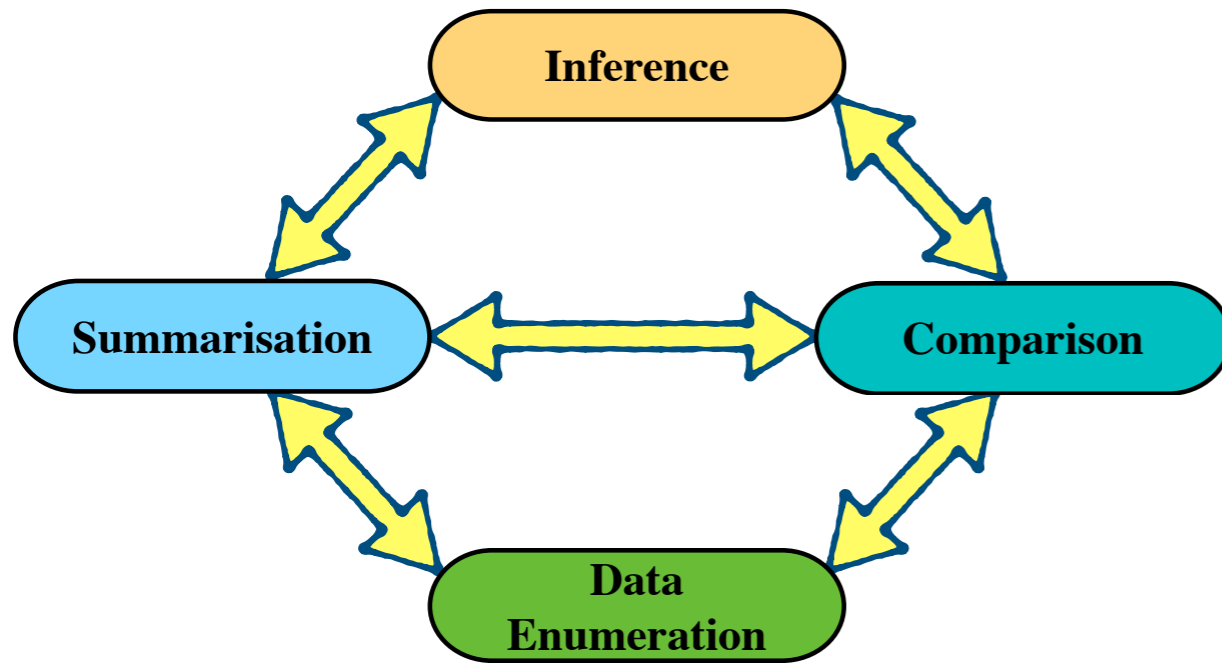 Inference
Summarisation
Comparison
Data
Enumeration